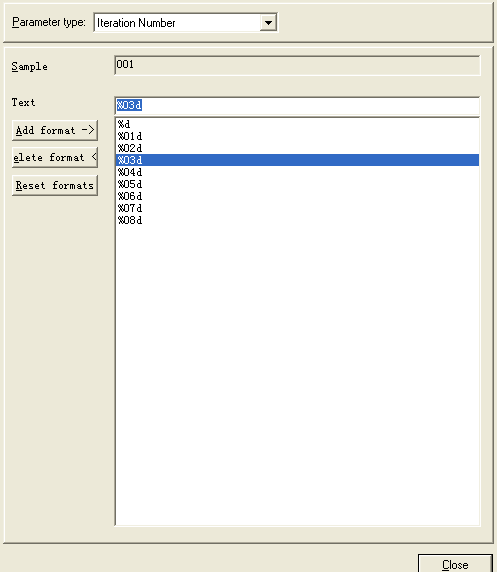 Parameter type: Iteration Number
Sample 001
Text %03d
%d
Add format ->
%01d
%02d
elete format <
%03d
%04d
Reset formats
%05d
%06d
%07d
%08d
Close